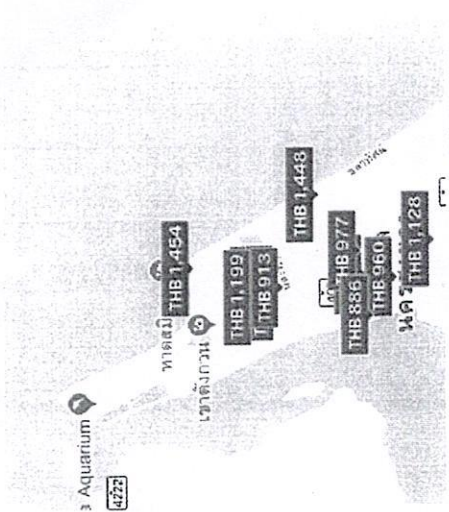 Aquarium
4222
หาดสมิ
THB 1,454
เขาตังกวน
THB 1,199
THB 913
THB 1,448
THB 977
THB 886
THB 960
นคร
THB 1,128